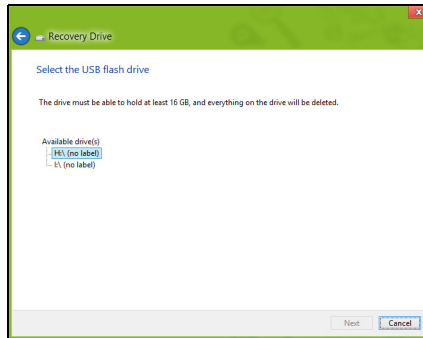 Recovery Drive
Select the USB flash drive
The drive must be able to hold at least 16 GB, and everything on the drive will be deleted.
Available drive(s)
H:\ (no label)
I:\ (no label)
Next
Cancel